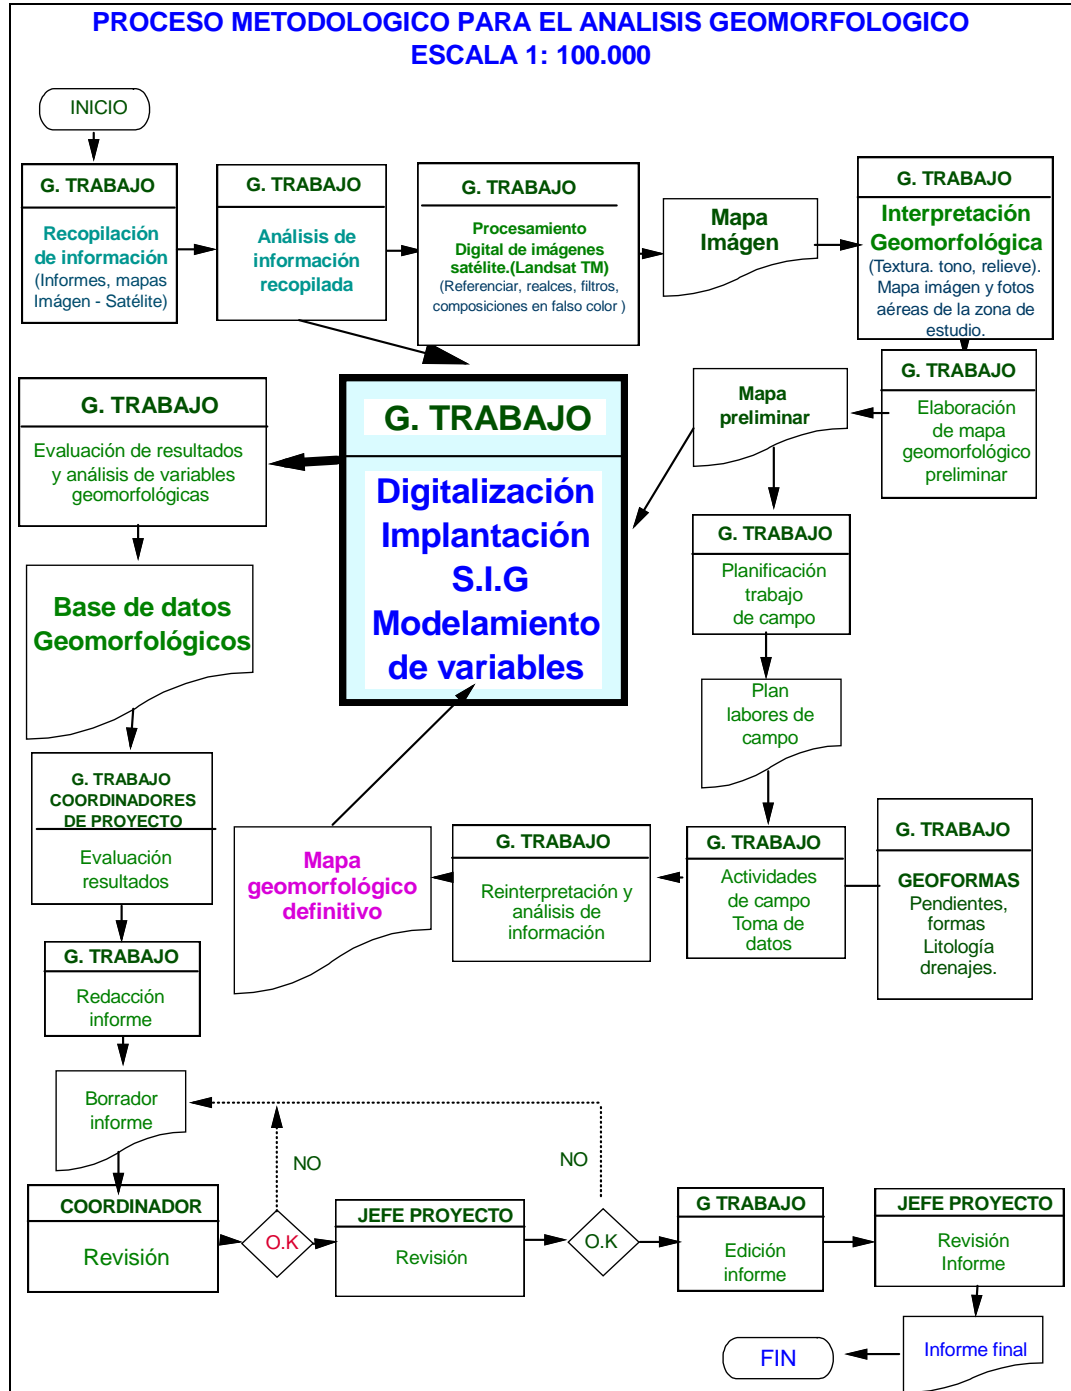 PROCESO METODOLOGICO PARA EL ANALISIS GEOMORFOLOGICO
ESCALA 1: 100.000
INICIO
G. TRABAJO
Recopilación
de información
(Informes, mapas
Imágen - Satélite)
G. TRABAJO
Análisis de
información
recopilada
G. TRABAJO
Procesamiento
Digital de imágenes
satélite.(Landsat TM)
(Referenciar, realces, filtros,
composiciones en falso color )
Mapa
Imágen
G. TRABAJO
Interpretación
Geomorfológica
(Textura. tono, relieve).
Mapa imágen y fotos
aéreas de la zona de
estudio.
G. TRABAJO
Elaboración
de mapa
geomorfológico
preliminar
Mapa
preliminar
G. TRABAJO
Digitalización
Implantación
S.I.G
Modelamiento
de variables
G. TRABAJO
Evaluación de resultados
y análisis de variables
geomorfológicas
Base de datos
Geomorfológicos
G. TRABAJO
Planificación
trabajo
de campo
Plan
labores de
campo
G. TRABAJO
COORDINADORES
DE PROYECTO
Evaluación
resultados
Mapa
geomorfológico
definitivo
G. TRABAJO
Reinterpretación y
análisis de
información
G. TRABAJO
Actividades
de campo
Toma de
datos
G. TRABAJO
GEOFORMAS
Pendientes,
formas
Litología
drenajes.
G. TRABAJO
Redacción
informe
Borrador
informe
NO
NO
COORDINADOR
Revisión
O.K
JEFE PROYECTO
Revisión
O.K
G TRABAJO
Edición
informe
JEFE PROYECTO
Revisión
Informe
Informe final
FIN